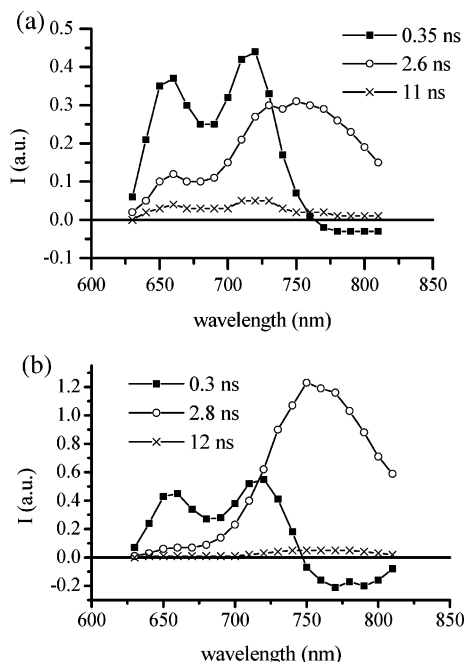 (a)
0.5
0.4
0.3
0.2
0.1
0.0
-0.1
I (a.u.)
0.35 ns
2.6 ns
11 ns
600
650
700
750
800
850
wavelength (nm)
(b)
1.2
1.0
0.8
0.6
0.4
0.2
0.0
-0.2
I (a.u.)
0.3 ns
2.8 ns
12 ns
600
650
700
750
800
850
wavelength (nm)